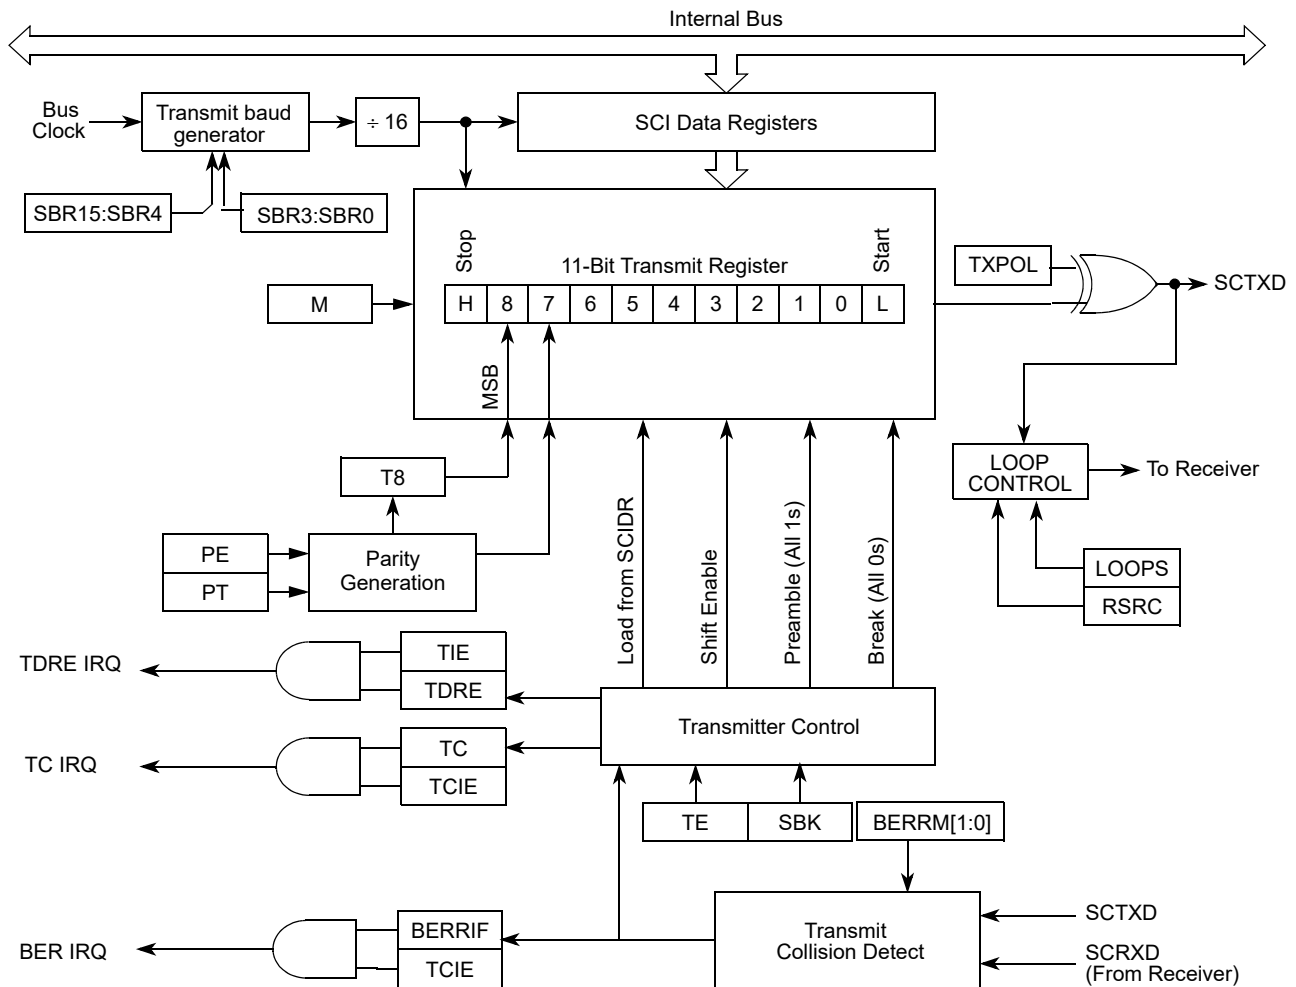 Internal Bus
Bus
Clock
Transmit baud
generator
÷ 16
SCI Data Registers
SBR15:SBR4
SBR3:SBR0
Stop
11-Bit Transmit Register
Start
H 8 7 6 5 4 3 2 1 0 L
M
MSB
TXPOL
SCTXD
LOOP
CONTROL
To Receiver
LOOPS
RSRC
T8
PE
PT
Parity
Generation
Load from SCIDR
Shift Enable
Preamble (All 1s)
Break (All 0s)
TDRE IRQ
TIE
TDRE
TC IRQ
TC
TCIE
Transmitter Control
TE
SBK
BERRM[1:0]
BER IRQ
BERRIF
TCIE
Transmit
Collision Detect
SCTXD
SCRXD
(From Receiver)